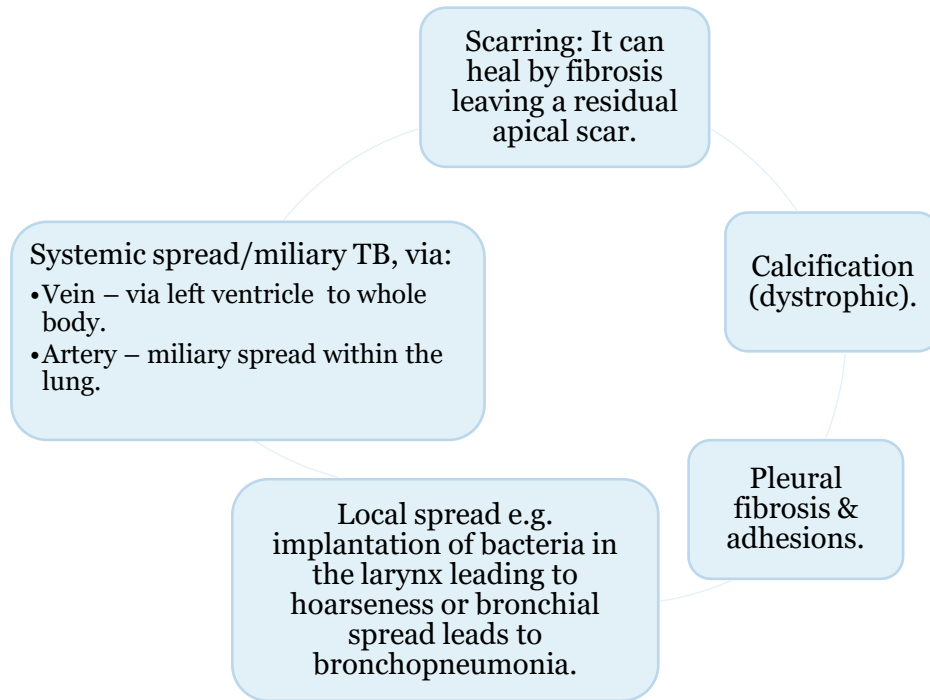 Scarring: It can
heal by fibrosis
leaving a residual
apical scar.
Calcification
(dystrophic).
Pleural
fibrosis &
adhesions.
Local spread e.g.
implantation of bacteria in
the larynx leading to
hoarseness or bronchial
spread leads to
bronchopneumonia.
Systemic spread/miliary TB, via:
•Vein – via left ventricle to whole
body.
•Artery – miliary spread within the
lung.